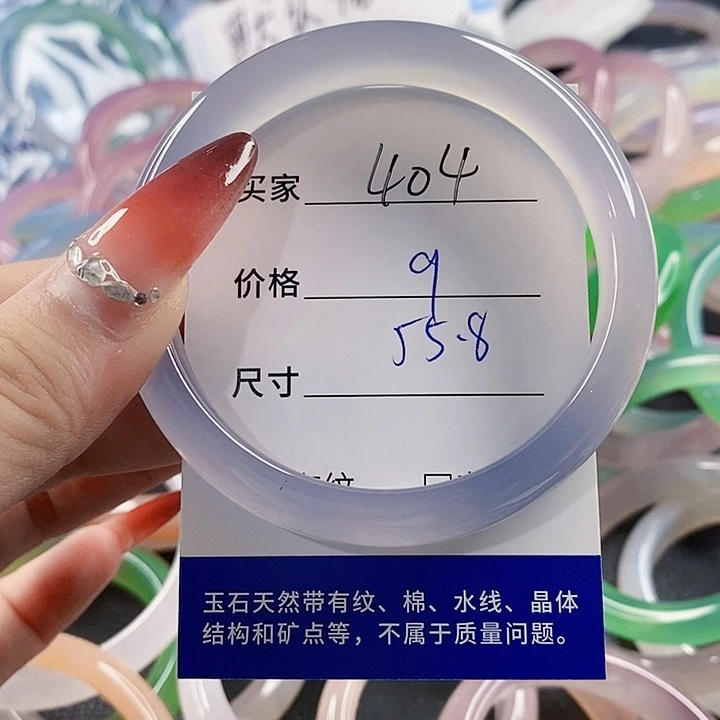 买家 404
价格 9
55.8
尺寸
玉石天然带有纹、棉、水线、晶体
结构和矿点等，不属于质量问题。